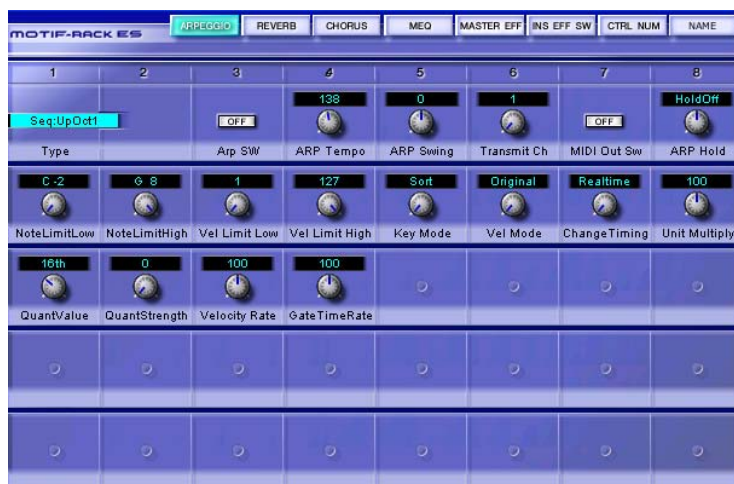 MOTIF-RACK ES ARPEGGIO REVERB CHORUS MEQ MASTER EFF INS EFF SW CTRL NUM NAME
1 2 3 4 5 6 7 8
138 0 1 HoldOff
Seq:UpOct1 OFF OFF
Type Arp SW ARP Tempo ARP Swing Transmit Ch MIDI Out Sw ARP Hold
C -2 G 8 1 127 Sort Original Realtime 100
NoteLimitLow NoteLimitHigh Vel Limit Low Vel Limit High Key Mode Vel Mode ChangeTiming Unit Multiply
16th 0 100 100
QuantValue QuantStrength Velocity Rate GateTimeRate